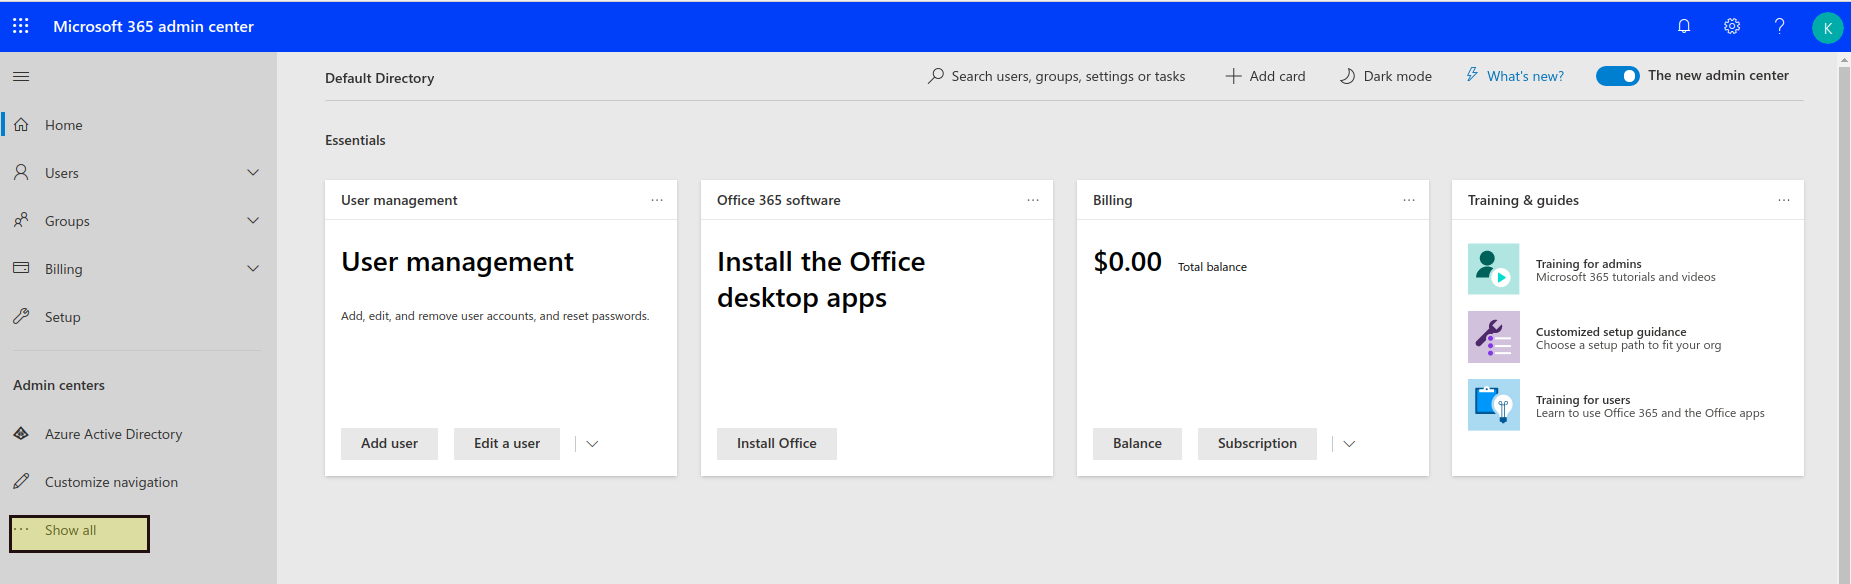 Microsoft 365 admin center
K
Default Directory
Search users, groups, settings or tasks
Add card
Dark mode
What's new?
The new admin center
Home
Users
Groups
Billing
Setup
Admin centers
Azure Active Directory
Customize navigation
Show all
Essentials
User management
User management
Add, edit, and remove user accounts, and reset passwords.
Add user
Edit a user
Office 365 software
Install the Office
desktop apps
Install Office
Billing
$0.00 Total balance
Balance
Subscription
Training & guides
Training for admins
Microsoft 365 tutorials and videos
Customized setup guidance
Choose a setup path to fit your org
Training for users
Learn to use Office 365 and the Office apps